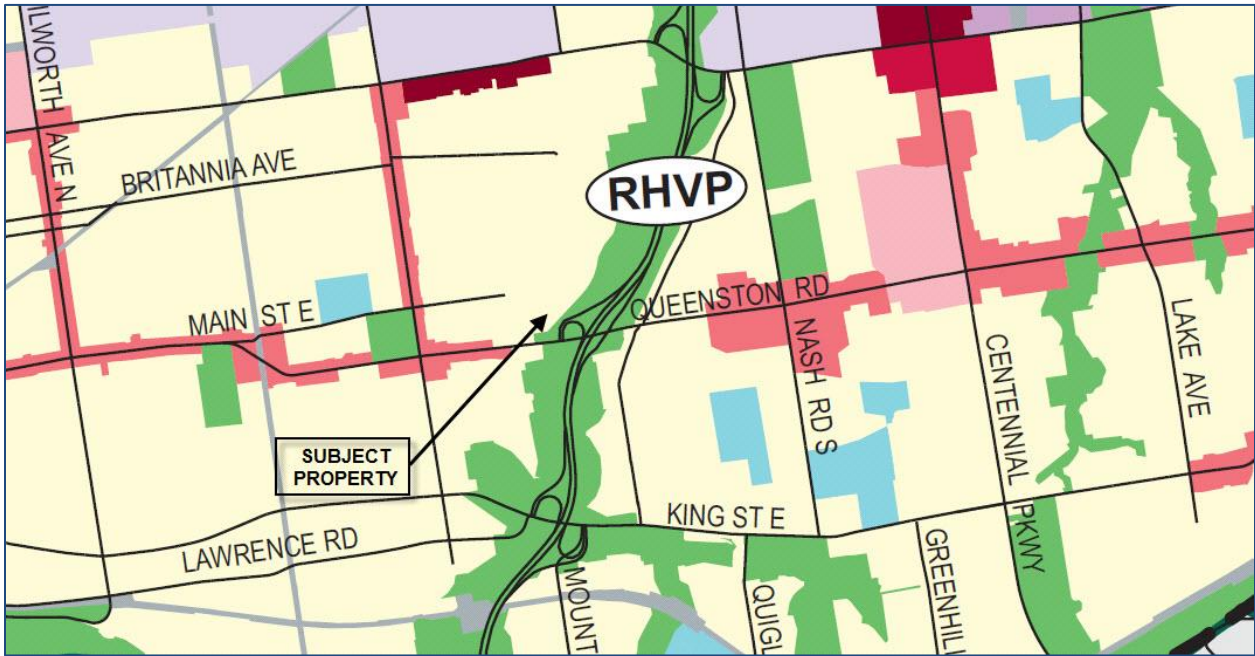 ILWORTH AVE N
BRITANNIA AVE
RHVP
MAIN ST E
QUEENSTON RD
NASH RD S
CENTENNIAL PKWY
LAKE AVE
SUBJECT
PROPERTY
LAWRENCE RD
KING ST E
MOUNT
QUIGL
GREENHILL